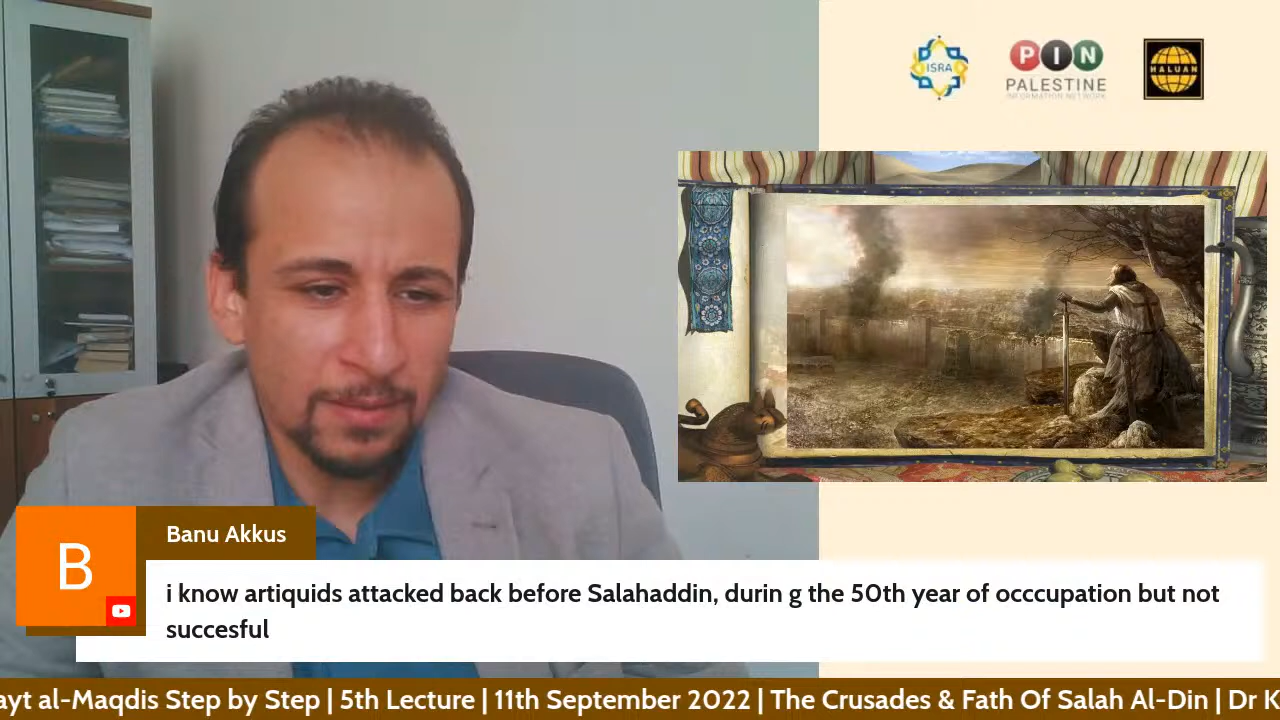 ISRA
PIN
PALESTINE
INFORMATION NETWORK
HALUAN
Banu Akkus
B
i know artiquids attacked back before Salahaddin, durin g the 50th year of occcupation but not
succesful
ayt al-Maqdis Step by Step | 5th Lecture | 11th September 2022 | The Crusades & Fath Of Salah Al-Din | Dr K